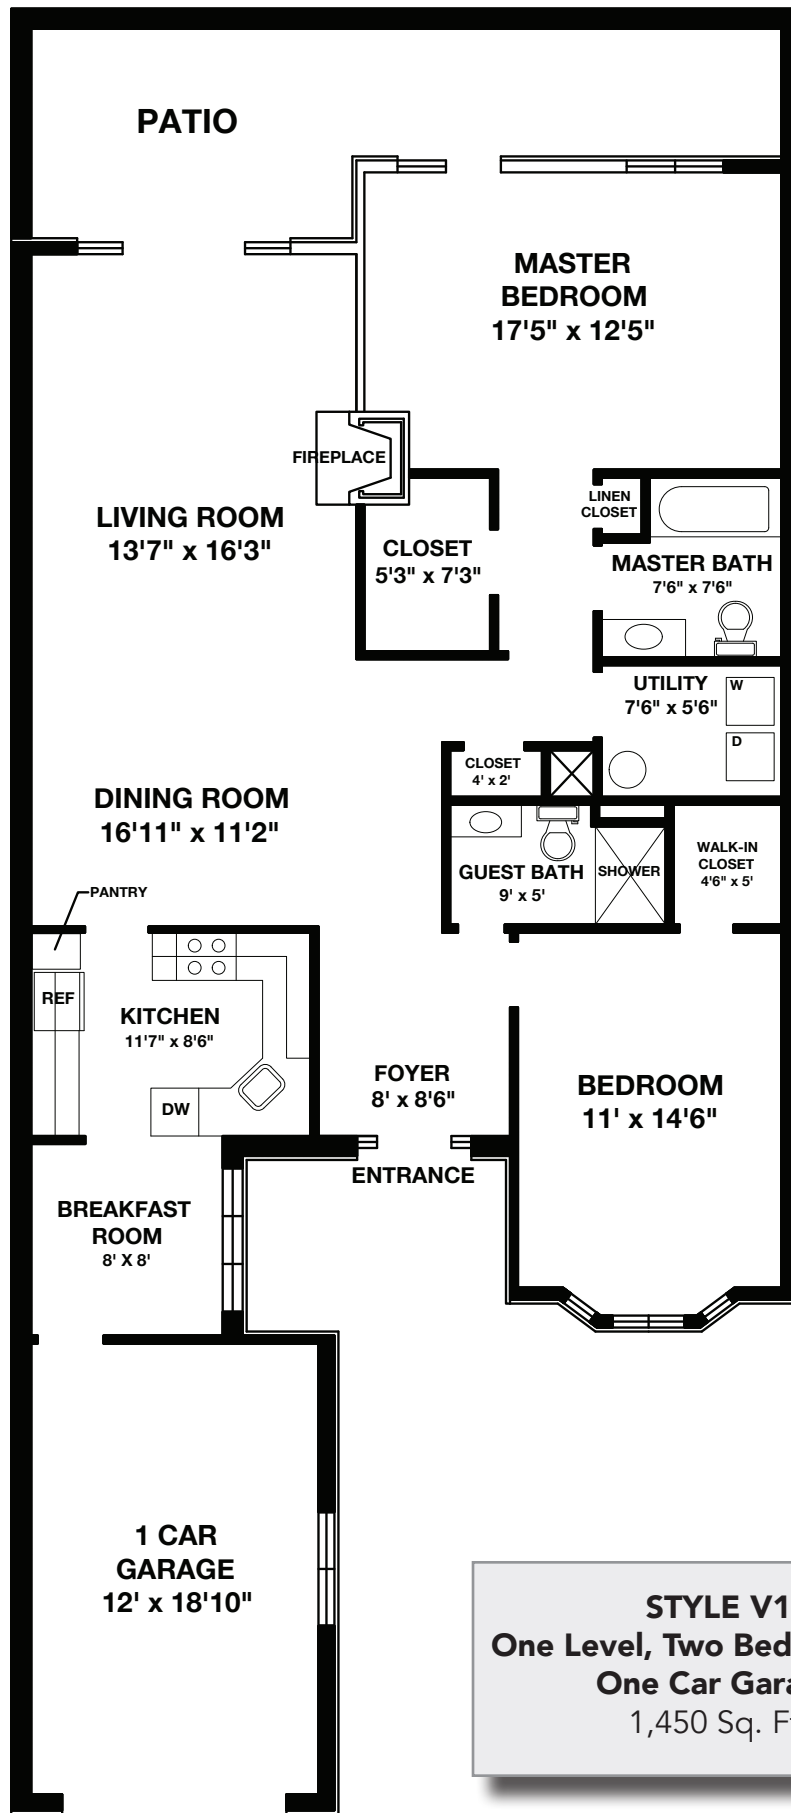 PATIO
MASTER
BEDROOM
17'5" x 12'5"
FIREPLACE
LINEN
CLOSET
LIVING ROOM
13'7" x 16'3"
CLOSET
5'3" x 7'3"
MASTER BATH
7'6" x 7'6"
UTILITY
7'6" x 5'6"
W
D
CLOSET
4' x 2'
DINING ROOM
16'11" x 11'2"
GUEST BATH
9' x 5'
SHOWER
WALK-IN
CLOSET
4'6" x 5'
PANTRY
REF
KITCHEN
11'7" x 8'6"
DW
FOYER
8' x 8'6"
BEDROOM
11' x 14'6"
ENTRANCE
BREAKFAST
ROOM
8' X 8'
1 CAR
GARAGE
12' x 18'10"
STYLE V1
One Level, Two Bed
One Car Gara
1,450 Sq. F